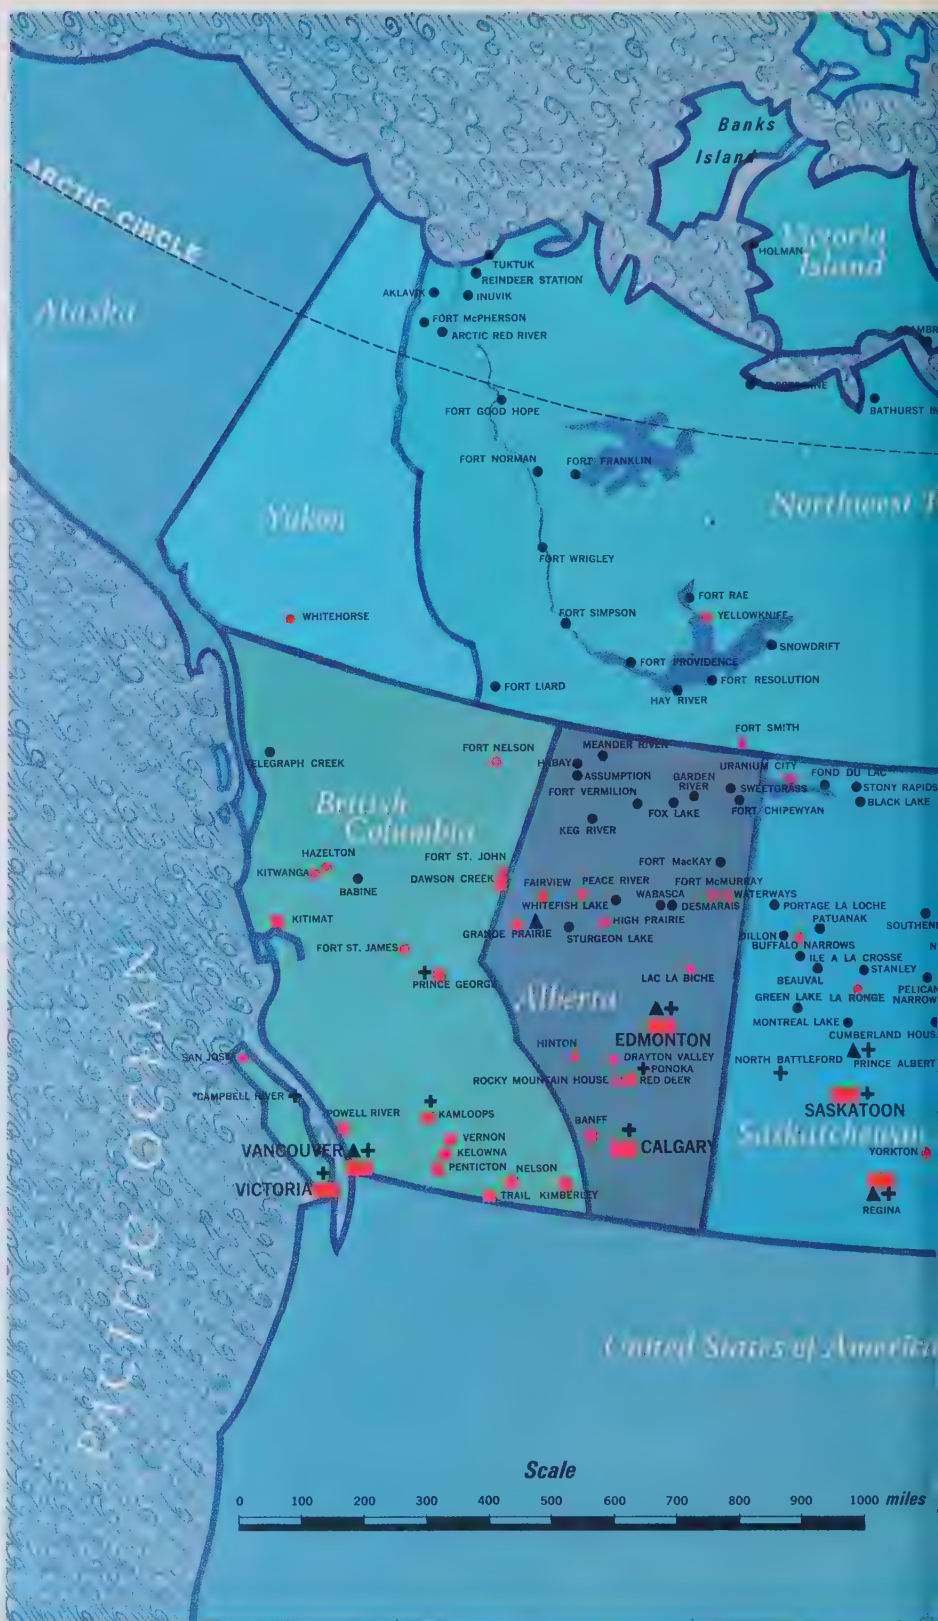 Banks
Island
ARCTIC CIRCLE
Victoria
Island
HOLMAN
TUKTUK
REINDEER STATION
AKLAVIK
INUVIK
Alaska
FORT McPHERSON
ARCTIC RED RIVER
BATHURST IN
FORT GOOD HOPE
FORT NORMAN
FORT FRANKLIN
Northwest T
Yukon
FORT WRIGLEY
FORT RAE
WHITEHORSE
FORT SIMPSON
YELLOWKNIFE
SNOWDRIFT
FORT PROVIDENCE
FORT RESOLUTION
FORT LIARD
HAY RIVER
FORT SMITH
FORT NELSON
MEANDER RIVER
TELEGRAPH CREEK
HABAY
URANIUM CITY
ASSUMPTION
GARDEN
RIVER
FOND DU LAC
FORT VERMILION
SWEETGRASS
STONY RAPIDS
British
Columbia
FOX LAKE
FORT CHIPEWYAN
BLACK LAKE
KEG RIVER
HAZELTON
FORT ST. JOHN
FORT MacKAY
KITWANGA
DAWSON CREEK
FAIRVIEW
PEACE RIVER
FORT McMURRAY
BABINE
WABASCA
WATERWAYS
WHITEFISH LAKE
DESMARAIS
PORTAGE LA LOCHE
KITIMAT
HIGH PRAIRIE
PATUANAK
GRANDE PRAIRIE
STURGEON LAKE
DILLON
SOUTHEN
FORT ST. JAMES
BUFFALO NARROWS
ILE A LA CROSSE
PRINCE GEORGE
LAC LA BICHE
BEAUVAL
STANLEY
PELICAN
NARROW
Alberta
GREEN LAKE
LA RONGE
MONTREAL LAKE
EDMONTON
CUMBERLAND HOUS
SAN JOSE
HINTON
DRAYTON VALLEY
NORTH BATTLEFORD
PRINCE ALBERT
PONOKA
ROCKY MOUNTAIN HOUSE
RED DEER
CAMPBELL RIVER
POWELL RIVER
KAMLOOPS
BANFF
SASKATOON
VANCOUVER
VERNON
CALGARY
Saskatchewan
KELOWNA
YORKTON
PENTICTON
NELSON
VICTORIA
TRAIL
KIMBERLEY
REGINA
PACIFIC OCEAN
United States of America
Scale
0 100 200 300 400 500 600 700 800 900 1000 miles